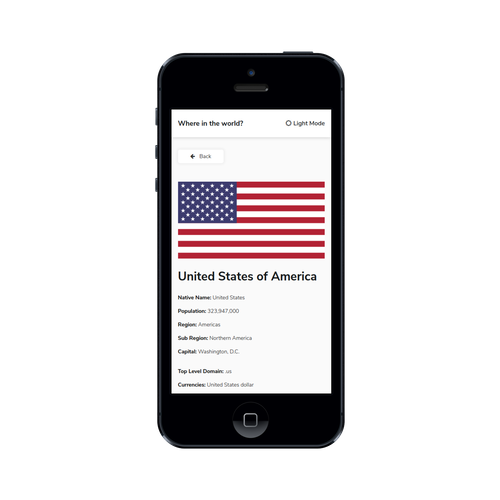 Where in the world? Light Mode
Back
United States of America
Native Name: United States
Population: 323,947,000
Region: Americas
Sub Region: Northern America
Capital: Washington, D.C.
Top Level Domain: .us
Currencies: United States dollar